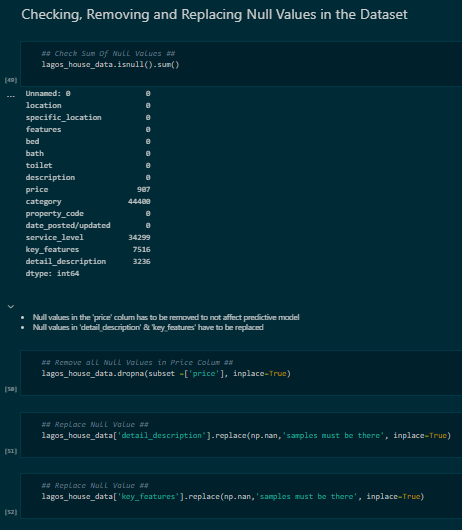 Checking, Removing and Replacing Null Values in the Dataset
## Check Sum Of Null Values ##
lagos_house_data.isnull().sum()
[49]
...
Unnamed: 0 0
location 0
specific_location 0
features 0
bed 0
bath 0
toilet 0
description 0
price 907
category 44400
property_code 0
date_posted/updated 0
service_level 34299
key_features 7516
detail_description 3236
dtype: int64
• Null values in the 'price' colum has to be removed to not affect predictive model
• Null values in 'detail_description' & 'key_features' have to be replaced
## Remove all Null Values in Price Colum ##
lagos_house_data.dropna(subset =['price'], inplace=True)
[50]
## Replace Null Value ##
lagos_house_data['detail_description'].replace(np.nan,'samples must be there', inplace=True)
[51]
## Replace Null Value ##
lagos_house_data['key_features'].replace(np.nan,'samples must be there', inplace=True)
[52]